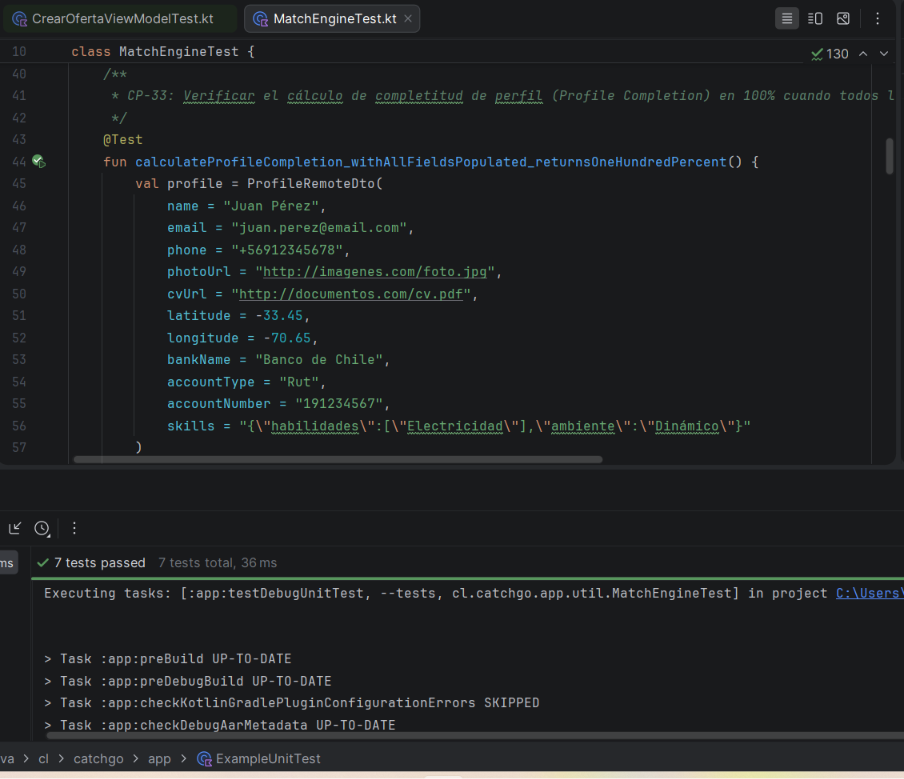 CrearOfertaViewModelTest.kt MatchEngineTest.kt
10 class MatchEngineTest { 130
40 /**
41 * CP-33: Verificar el cálculo de completitud de perfil (Profile Completion) en 100% cuando todos l
42 */
43 @Test
44 fun calculateProfileCompletion_withAllFieldsPopulated_returnsOneHundredPercent() {
45 val profile = ProfileRemoteDto(
46 name = "Juan Pérez",
47 email = "juan.perez@email.com",
48 phone = "+56912345678",
49 photoUrl = "http://imagenes.com/foto.jpg",
50 cvUrl = "http://documentos.com/cv.pdf",
51 latitude = -33.45,
52 longitude = -70.65,
53 bankName = "Banco de Chile",
54 accountType = "Rut",
55 accountNumber = "191234567",
56 skills = "{\"habilidades\":[\"Electricidad\"],\"ambiente\":\"Dinámico\"}"
57 )
ms 7 tests passed 7 tests total, 36 ms
Executing tasks: [:app:testDebugUnitTest, --tests, cl.catchgo.app.util.MatchEngineTest] in project C:\Users\
> Task :app:preBuild UP-TO-DATE
> Task :app:preDebugBuild UP-TO-DATE
> Task :app:checkKotlinGradlePluginConfigurationErrors SKIPPED
> Task :app:checkDebugAarMetadata UP-TO-DATE
va > cl > catchgo > app > ExampleUnitTest